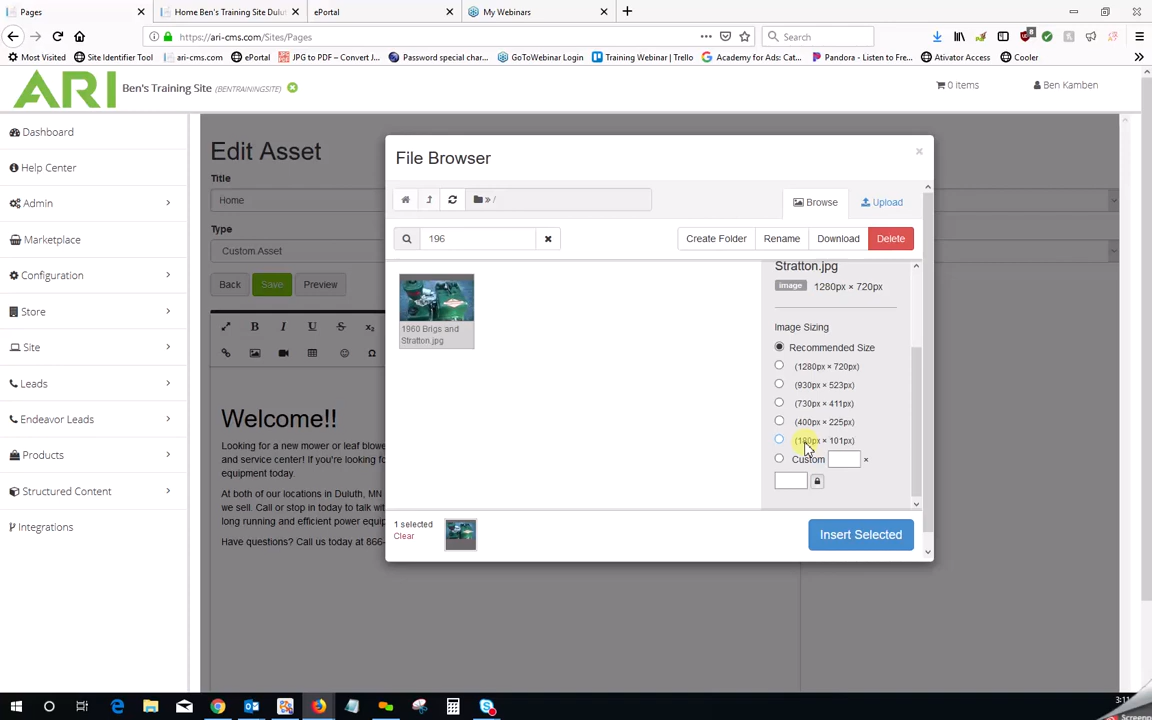 Pages
Home Ben's Training Site Dulut
ePortal
My Webinars
https://ari-cms.com/Sites/Pages
Search
8
Most Visited
Site Identifier Tool
ari-cms.com
ePortal
JPG to PDF – Convert J...
Password special char...
GoToWebinar Login
Training Webinar | Trello
Academy for Ads: Cat...
Pandora - Listen to Fre...
Ativator Access
Cooler
ARI
Ben's Training Site (BENTRAININGSITE)
0 items
Ben Kamben
Dashboard
Help Center
Admin
Marketplace
Configuration
Store
Site
Leads
Endeavor Leads
Products
Structured Content
Integrations
Edit Asset
Title
Home
Type
Custom Asset
Back
Save
Preview
B I U S x₂
Ω
Welcome!!
Looking for a new mower or leaf blowe
and service center! If you're looking f
equipment today.
At both of our locations in Duluth, MN
we sell. Call or stop in today to talk wit
long running and efficient power equip
Have questions? Call us today at 866-
File Browser
×
» /
Browse
Upload
196
Create Folder
Rename
Download
Delete
1960 Brigs and
Stratton.jpg
Stratton.jpg
image 1280px × 720px
Image Sizing
Recommended Size
(1280px × 720px)
(930px × 523px)
(730px × 411px)
(400px × 225px)
(180px × 101px)
Custom ×
1 selected
Clear
Insert Selected